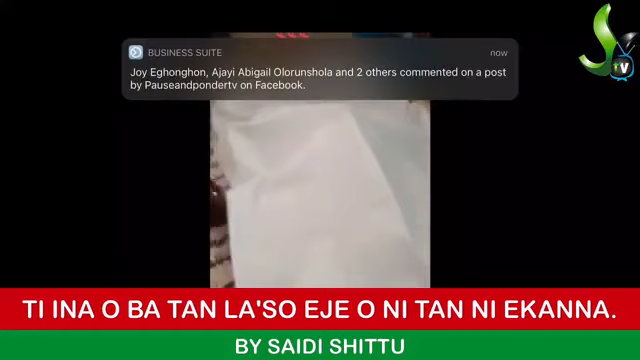 BUSINESS SUITE
now
Joy Eghonghon, Ajayi Abigail Olorunshola and 2 others commented on a post
by Pauseandpondertv on Facebook.
TV
TI INA O BA TAN LA'SO EJE O NI TAN NI EKANNA.
BY SAIDI SHITTU